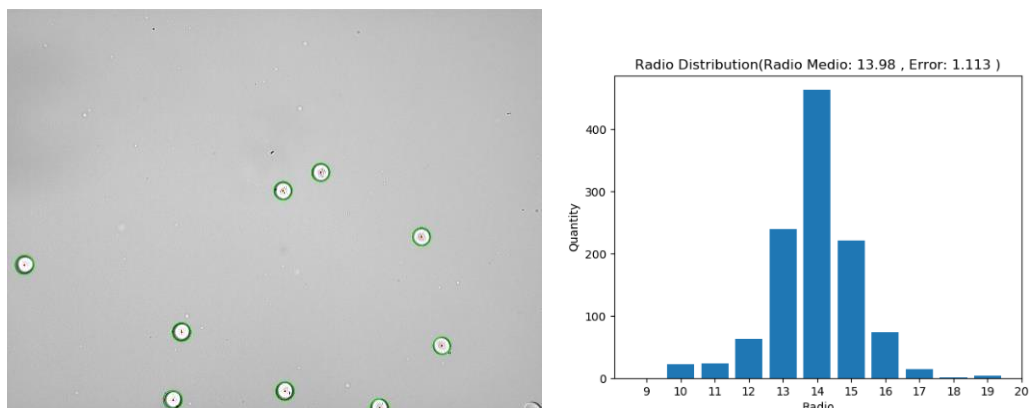 Radio Distribution(Radio Medio: 13.98 , Error: 1.113 )
400
300
200
100
0
Quantity
9 10 11 12 13 14 15 16 17 18 19 20
Radio